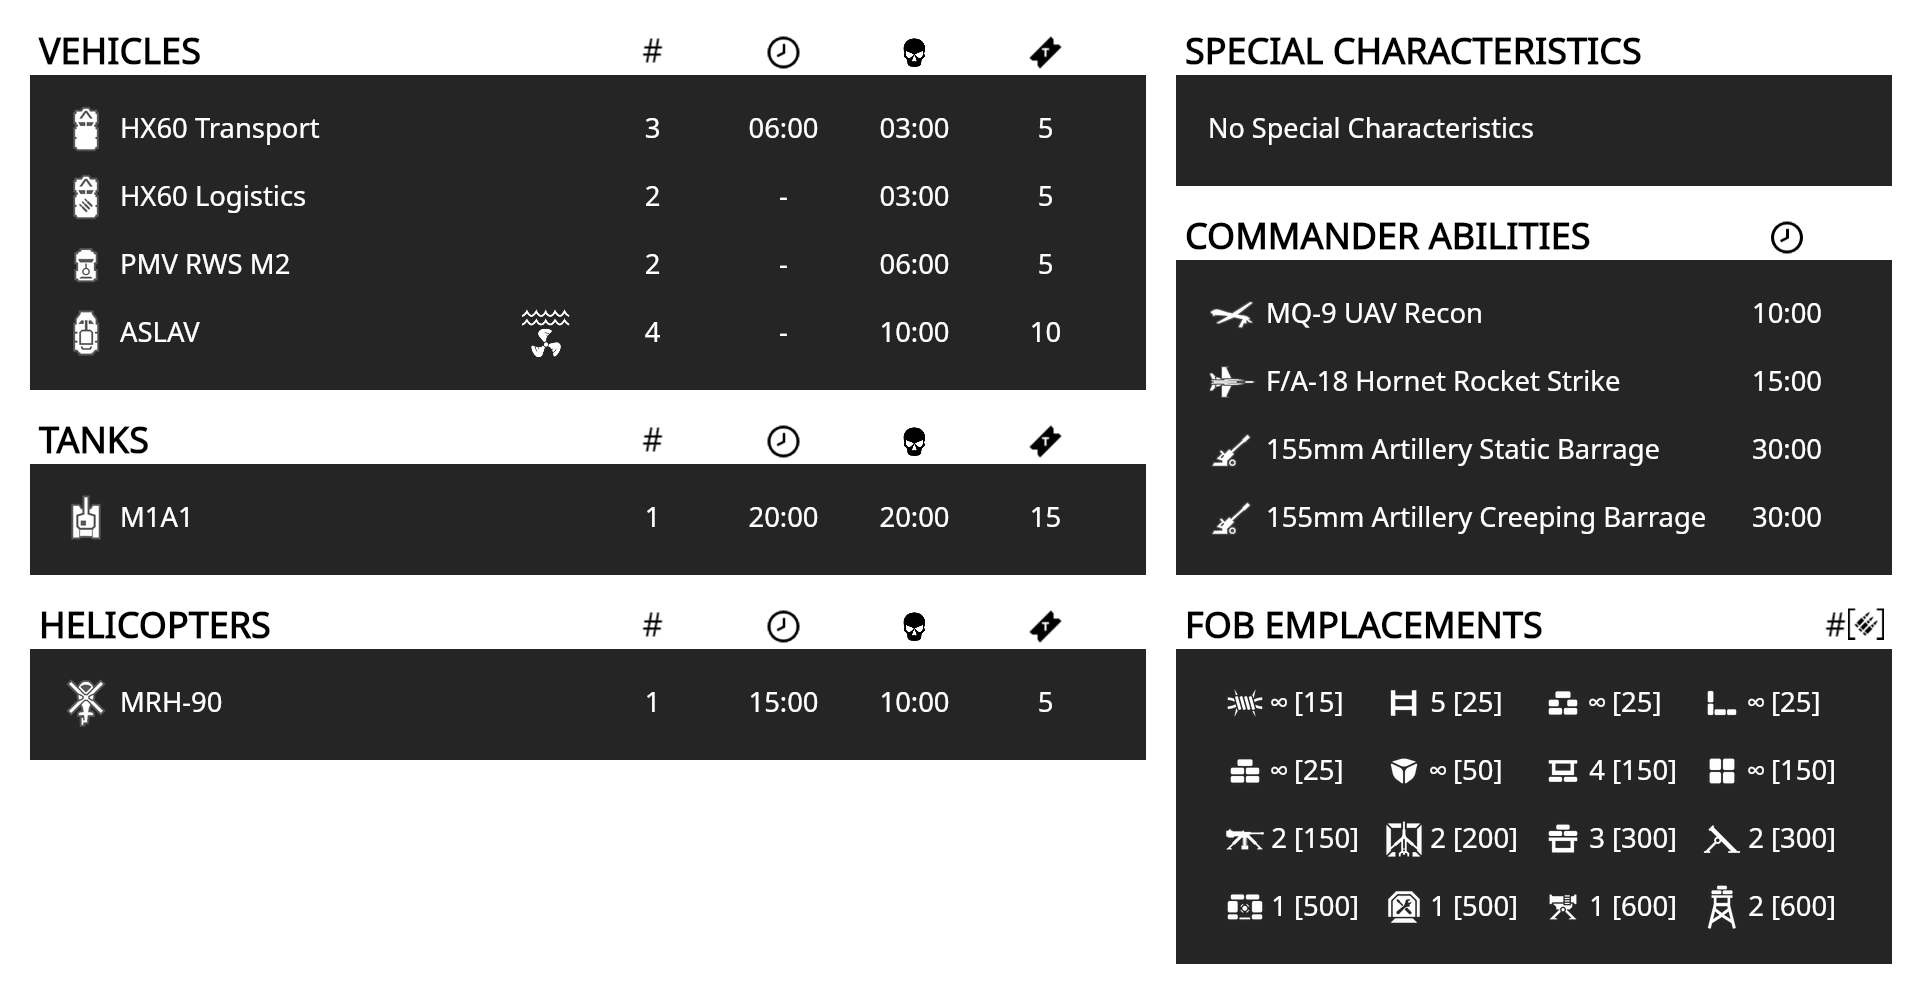 VEHICLES #
HX60 Transport 3 06:00 03:00 5
HX60 Logistics 2 - 03:00 5
PMV RWS M2 2 - 06:00 5
ASLAV 4 - 10:00 10
TANKS #
M1A1 1 20:00 20:00 15
HELICOPTERS #
MRH-90 1 15:00 10:00 5
SPECIAL CHARACTERISTICS
No Special Characteristics
COMMANDER ABILITIES
MQ-9 UAV Recon 10:00
F/A-18 Hornet Rocket Strike 15:00
155mm Artillery Static Barrage 30:00
155mm Artillery Creeping Barrage 30:00
FOB EMPLACEMENTS #[]
∞ [15] 5 [25] ∞ [25] ∞ [25]
∞ [25] ∞ [50] 4 [150] ∞ [150]
2 [150] 2 [200] 3 [300] 2 [300]
1 [500] 1 [500] 1 [600] 2 [600]